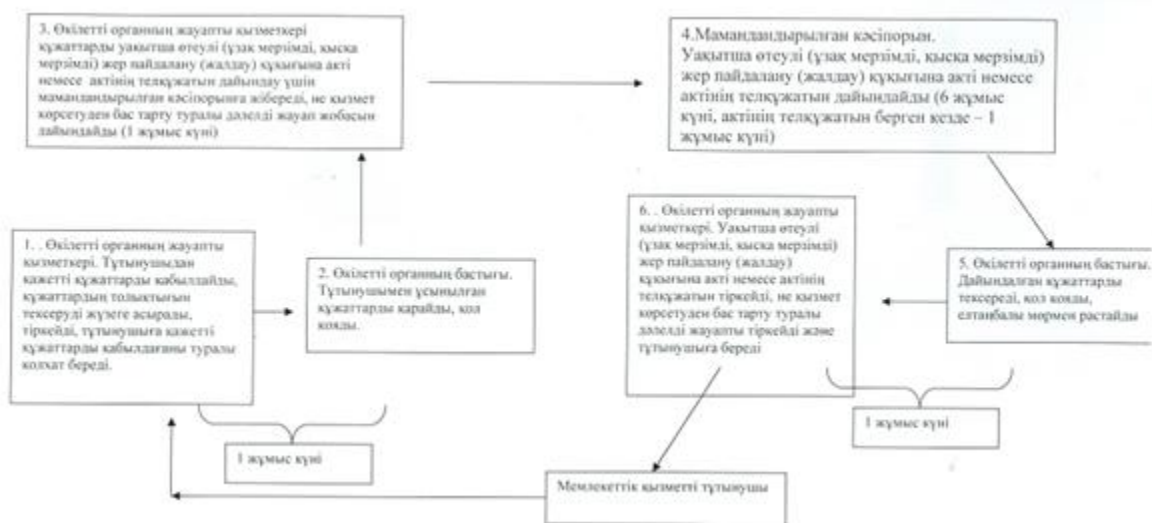 3. Өкілетті органның жауапты қызметкері
құжаттарды уақытша өтеулі (ұзақ мерзімді, қысқа
мерзімді) жер пайдалану (жалдау) құқығына акті
немесе актінің телқұжатын дайындау үшін
мамандандырылған кәсіпорынға жібереді, не қызмет
көрсетуден бас тарту туралы дәлелді жауап жобасын
дайындайды (1 жұмыс күні)
4.Мамандандырылған кәсіпорын.
Уақытша өтеулі (ұзақ мерзімді, қысқа мерзімді)
жер пайдалану (жалдау) құқығына акті немесе
актінің телқұжатын дайындайды (6 жұмыс
күні, актінің телқұжатын берген кезде – 1
жұмыс күні)
1. . Өкілетті органның жауапты
қызметкері. Тұтынушыдан
қажетті құжаттарды қабылдайды,
құжаттардың толықтығын
тексеруді жүзеге асырады,
тіркейді, тұтынушыға қажетті
құжаттарды қабылдағаны туралы
қолхат береді.
2. Өкілетті органның бастығы.
Тұтынушымен ұсынылған
құжаттарды қарайды, қол
қояды.
6. . Өкілетті органның жауапты
қызметкері. Уақытша өтеулі
(ұзақ мерзімді, қысқа мерзімді)
жер пайдалану (жалдау)
құқығына акті немесе актінің
телқұжатын тіркейді, не қызмет
көрсетуден бас тарту туралы
дәлелді жауапты тіркейді және
тұтынушыға береді
5. Өкілетті органның бастығы.
Дайындалған құжаттарды
тексереді, қол қояды,
елтаңбалы мөрмен растайды
1 жұмыс күні
1 жұмыс күні
Мемлекеттік қызметті тұтынушы